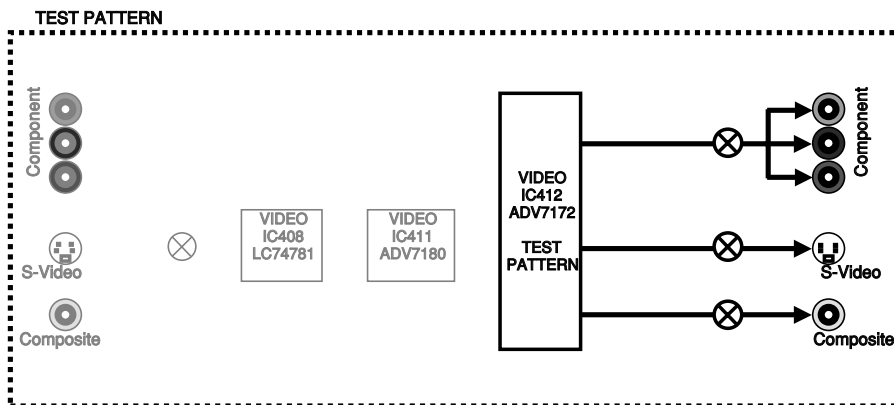 TEST PATTERN
Component
S-Video
Composite
VIDEO
IC408
LC74781
VIDEO
IC411
ADV7180
VIDEO
IC412
ADV7172
TEST
PATTERN
Component
S-Video
Composite